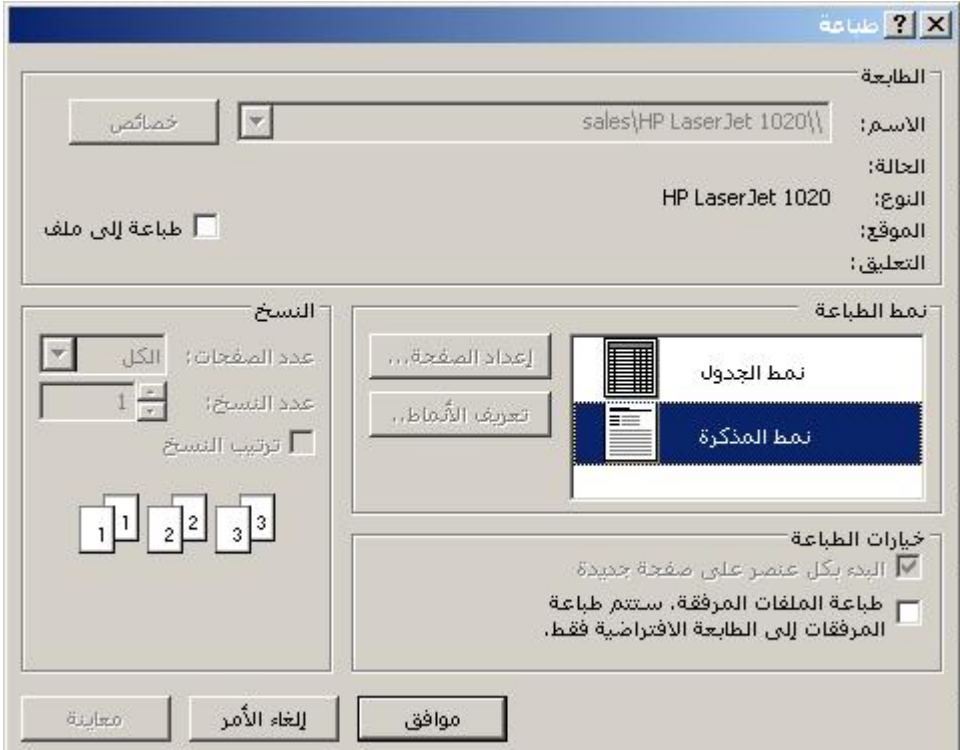 طباعة
الطابعة
الاسم: sales\HP LaserJet 1020\\ خصائص
الحالة:
النوع: HP LaserJet 1020
الموقع: طباعة إلى ملف
التعليق:
نمط الطباعة
نمط الجدول
نمط المذكرة
إعداد الصفحة...
تعريف الأنماط..
النسخ
عدد الصفحات: الكل
عدد النسخ: 1
ترتيب النسخ
1 1 2 2 3 3
خيارات الطباعة
البدء بكل عنصر على صفحة جديدة
طباعة الملفات المرفقة. ستتم طباعة
المرفقات إلى الطابعة الافتراضية فقط.
موافق إلغاء الأمر معاينة